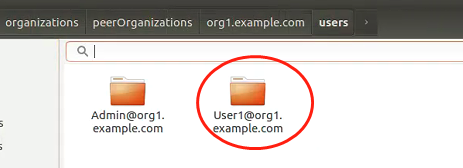 organizations peerOrganizations org1.example.com users
Admin@org1.
example.com
User1@org1.
example.com
s
s